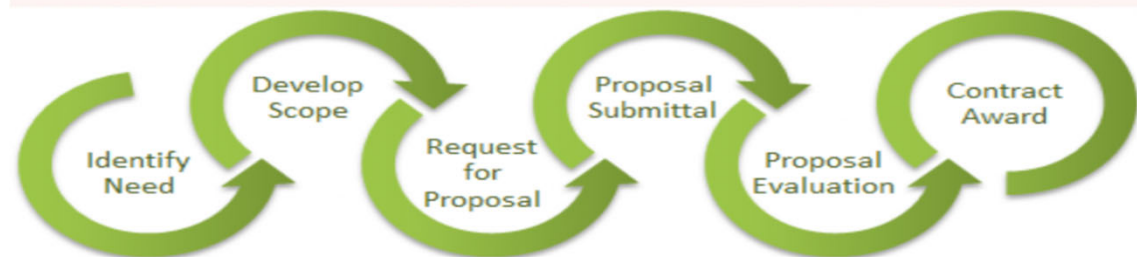 Identify
Need
Develop
Scope
Request
for
Proposal
Proposal
Submittal
Proposal
Evaluation
Contract
Award